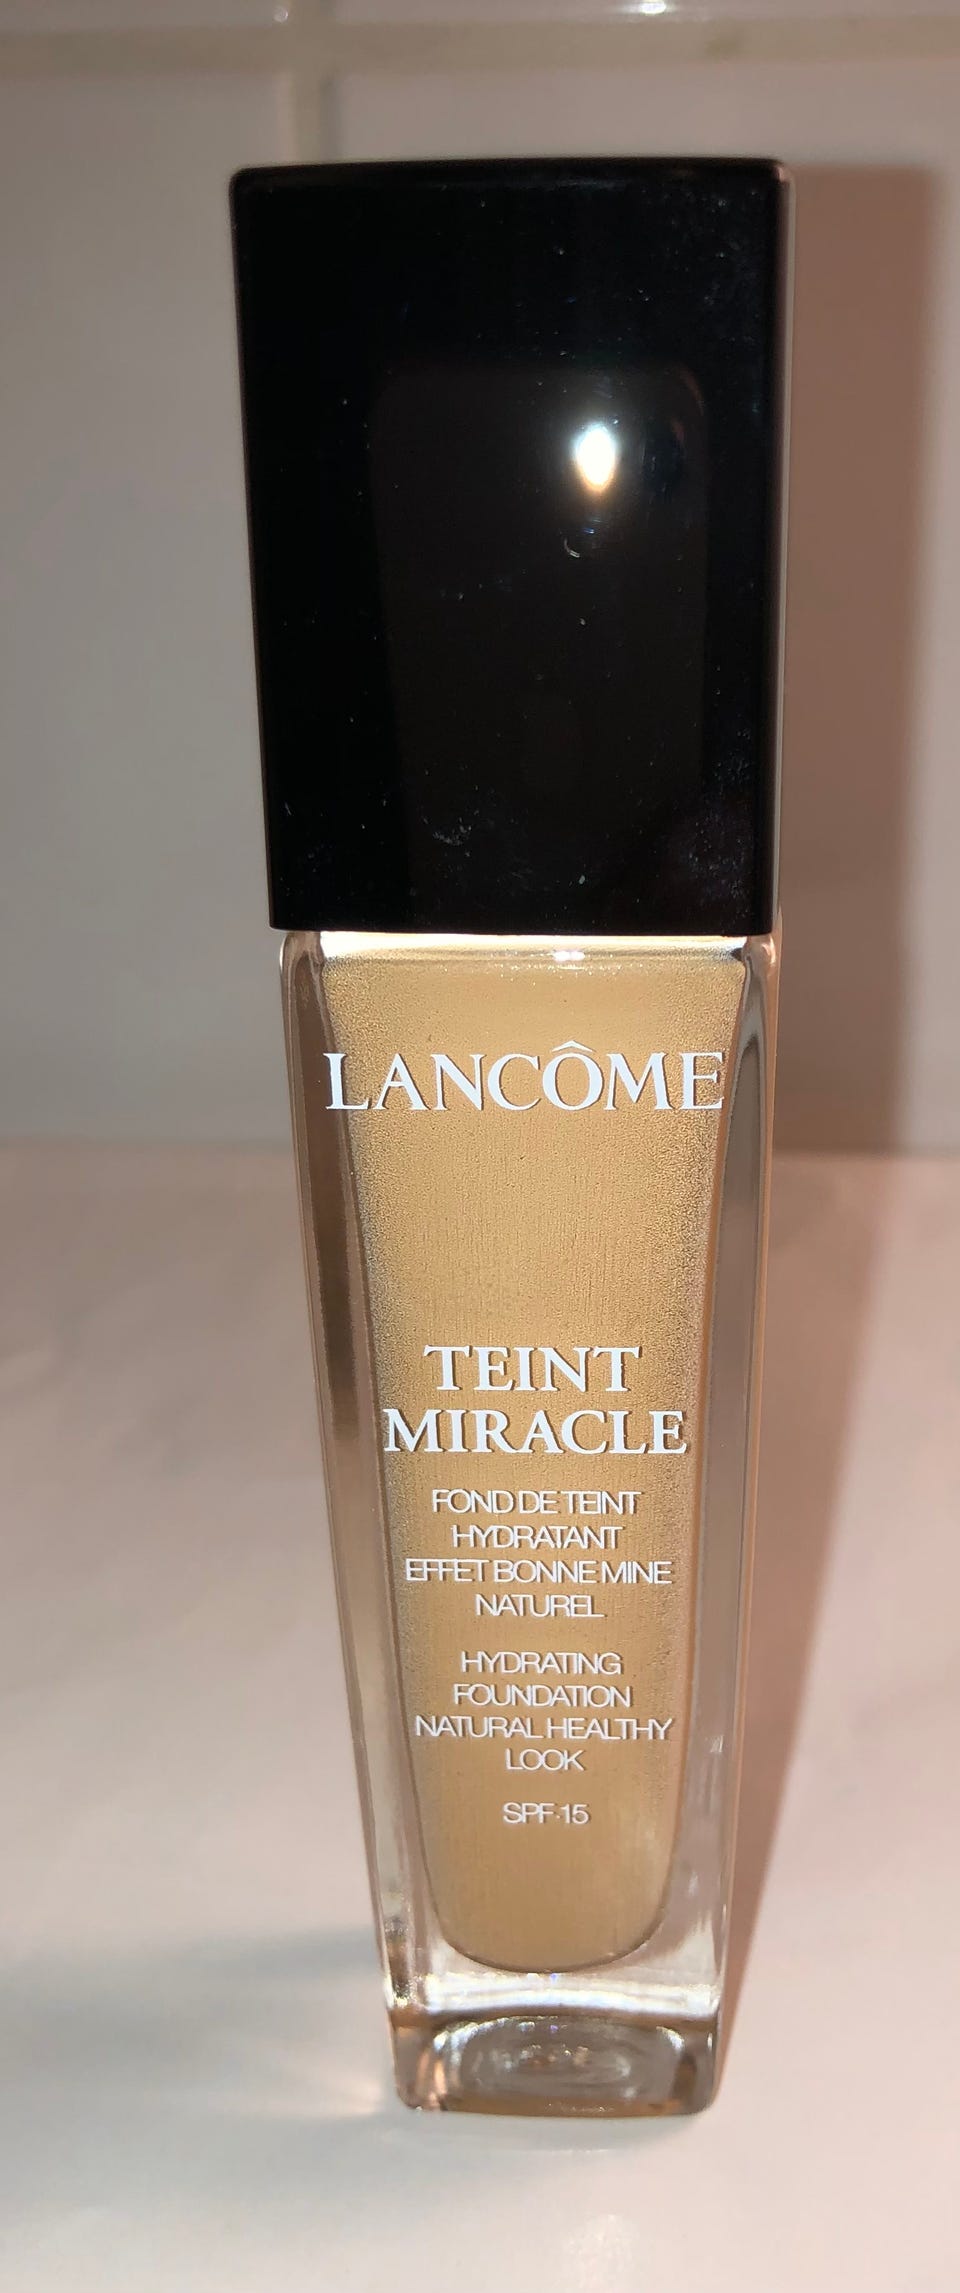 LANCÔME
TEINT
MIRACLE
FOND DE TEINT
HYDRATANT
EFFET BONNE MINE
NATUREL
HYDRATING
FOUNDATION
NATURAL HEALTHY
LOOK
SPF·15